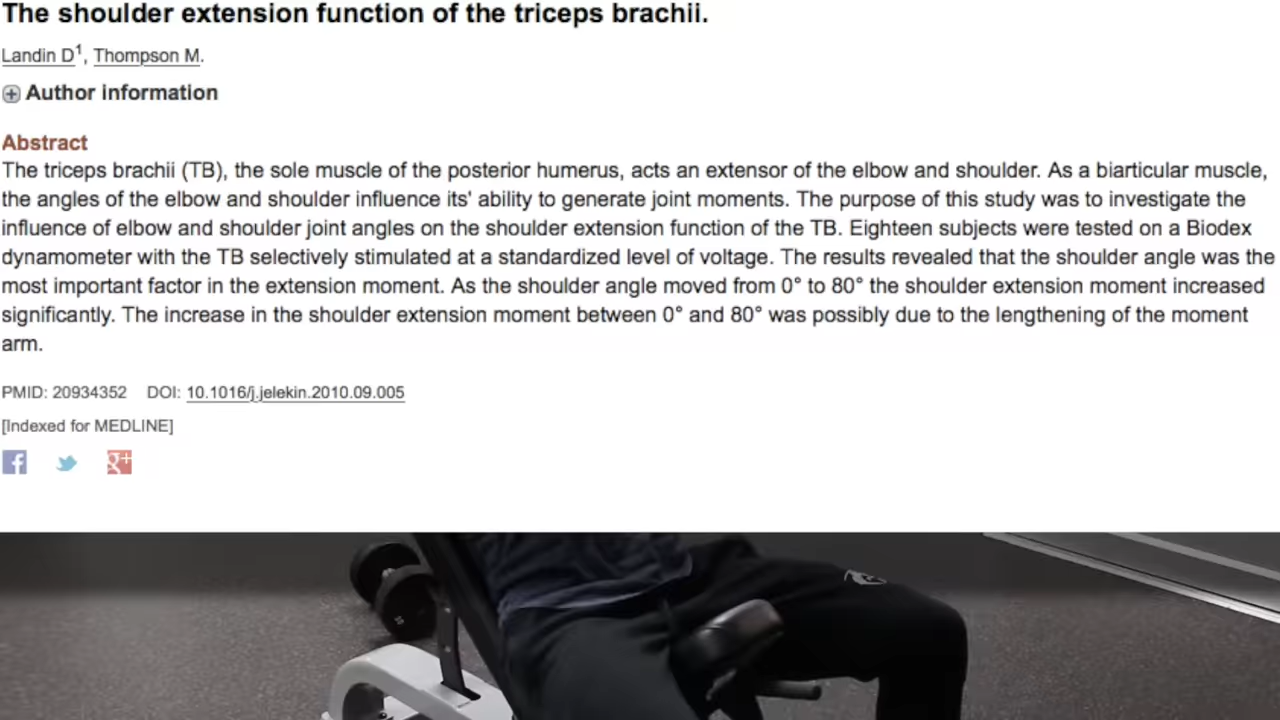 The shoulder extension function of the triceps brachii.
Landin D1, Thompson M.
Author information
Abstract
The triceps brachii (TB), the sole muscle of the posterior humerus, acts an extensor of the elbow and shoulder. As a biarticular muscle,
the angles of the elbow and shoulder influence its' ability to generate joint moments. The purpose of this study was to investigate the
influence of elbow and shoulder joint angles on the shoulder extension function of the TB. Eighteen subjects were tested on a Biodex
dynamometer with the TB selectively stimulated at a standardized level of voltage. The results revealed that the shoulder angle was the
most important factor in the extension moment. As the shoulder angle moved from 0° to 80° the shoulder extension moment increased
significantly. The increase in the shoulder extension moment between 0° and 80° was possibly due to the lengthening of the moment
arm.
PMID: 20934352 DOI: 10.1016/j.jelekin.2010.09.005
[Indexed for MEDLINE]